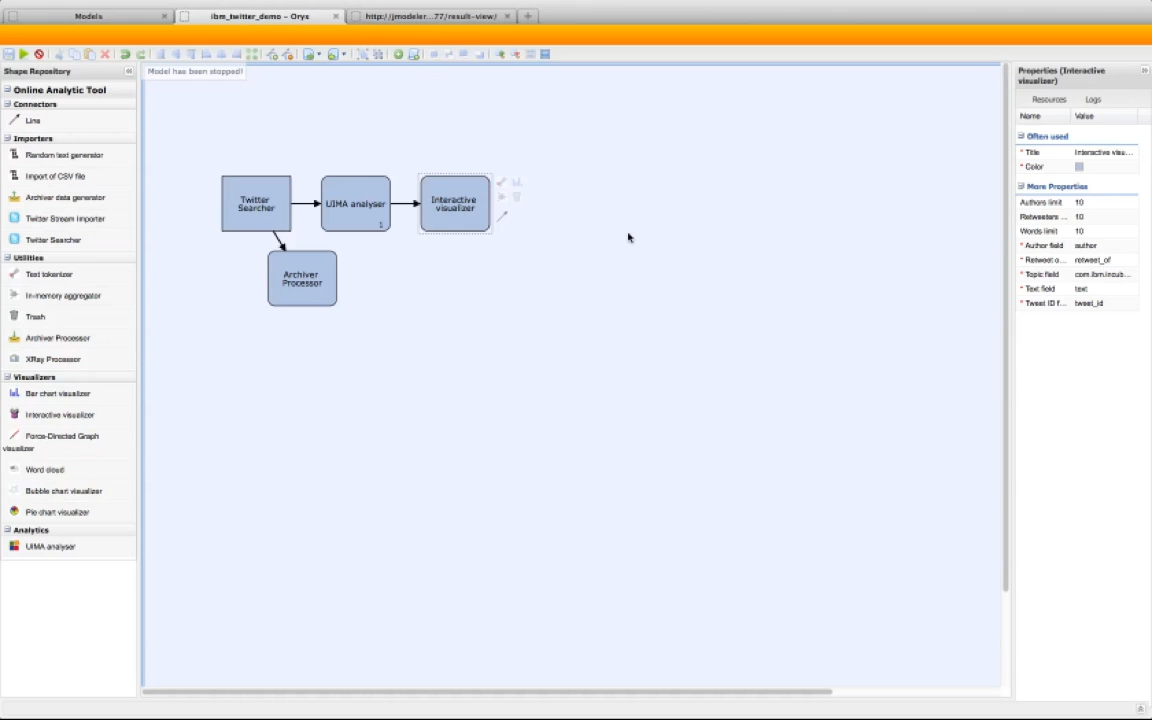 Models
ibm_twitter_demo – Oryx
http://jmodeler...77/result-view/
Shape Repository
Model has been stopped!
Properties (Interactive
visualizer)
Online Analytic Tool
Resources
Logs
Connectors
Name
Value
Line
Often used
Importers
* Title
Interactive visu...
Random text generator
* Color
Import of CSV file
More Properties
Archiver data generator
Authors limit
10
Twitter Stream Importer
Retweeters ...
10
Twitter Searcher
Words limit
10
Utilities
* Author field
author
Text tokenizer
* Retweet o...
retweet_of
In-memory aggregator
* Topic field
com.ibm.incub...
Trash
* Text field
text
Archiver Processor
* Tweet ID f...
tweet_id
XRay Processor
Visualizers
Bar chart visualizer
Interactive visualizer
Force-Directed Graph
visualizer
Word cloud
Bubble chart visualizer
Pie chart visualizer
Analytics
UIMA analyser
Twitter
Searcher
UIMA analyser
1
Interactive
visualizer
Archiver
Processor